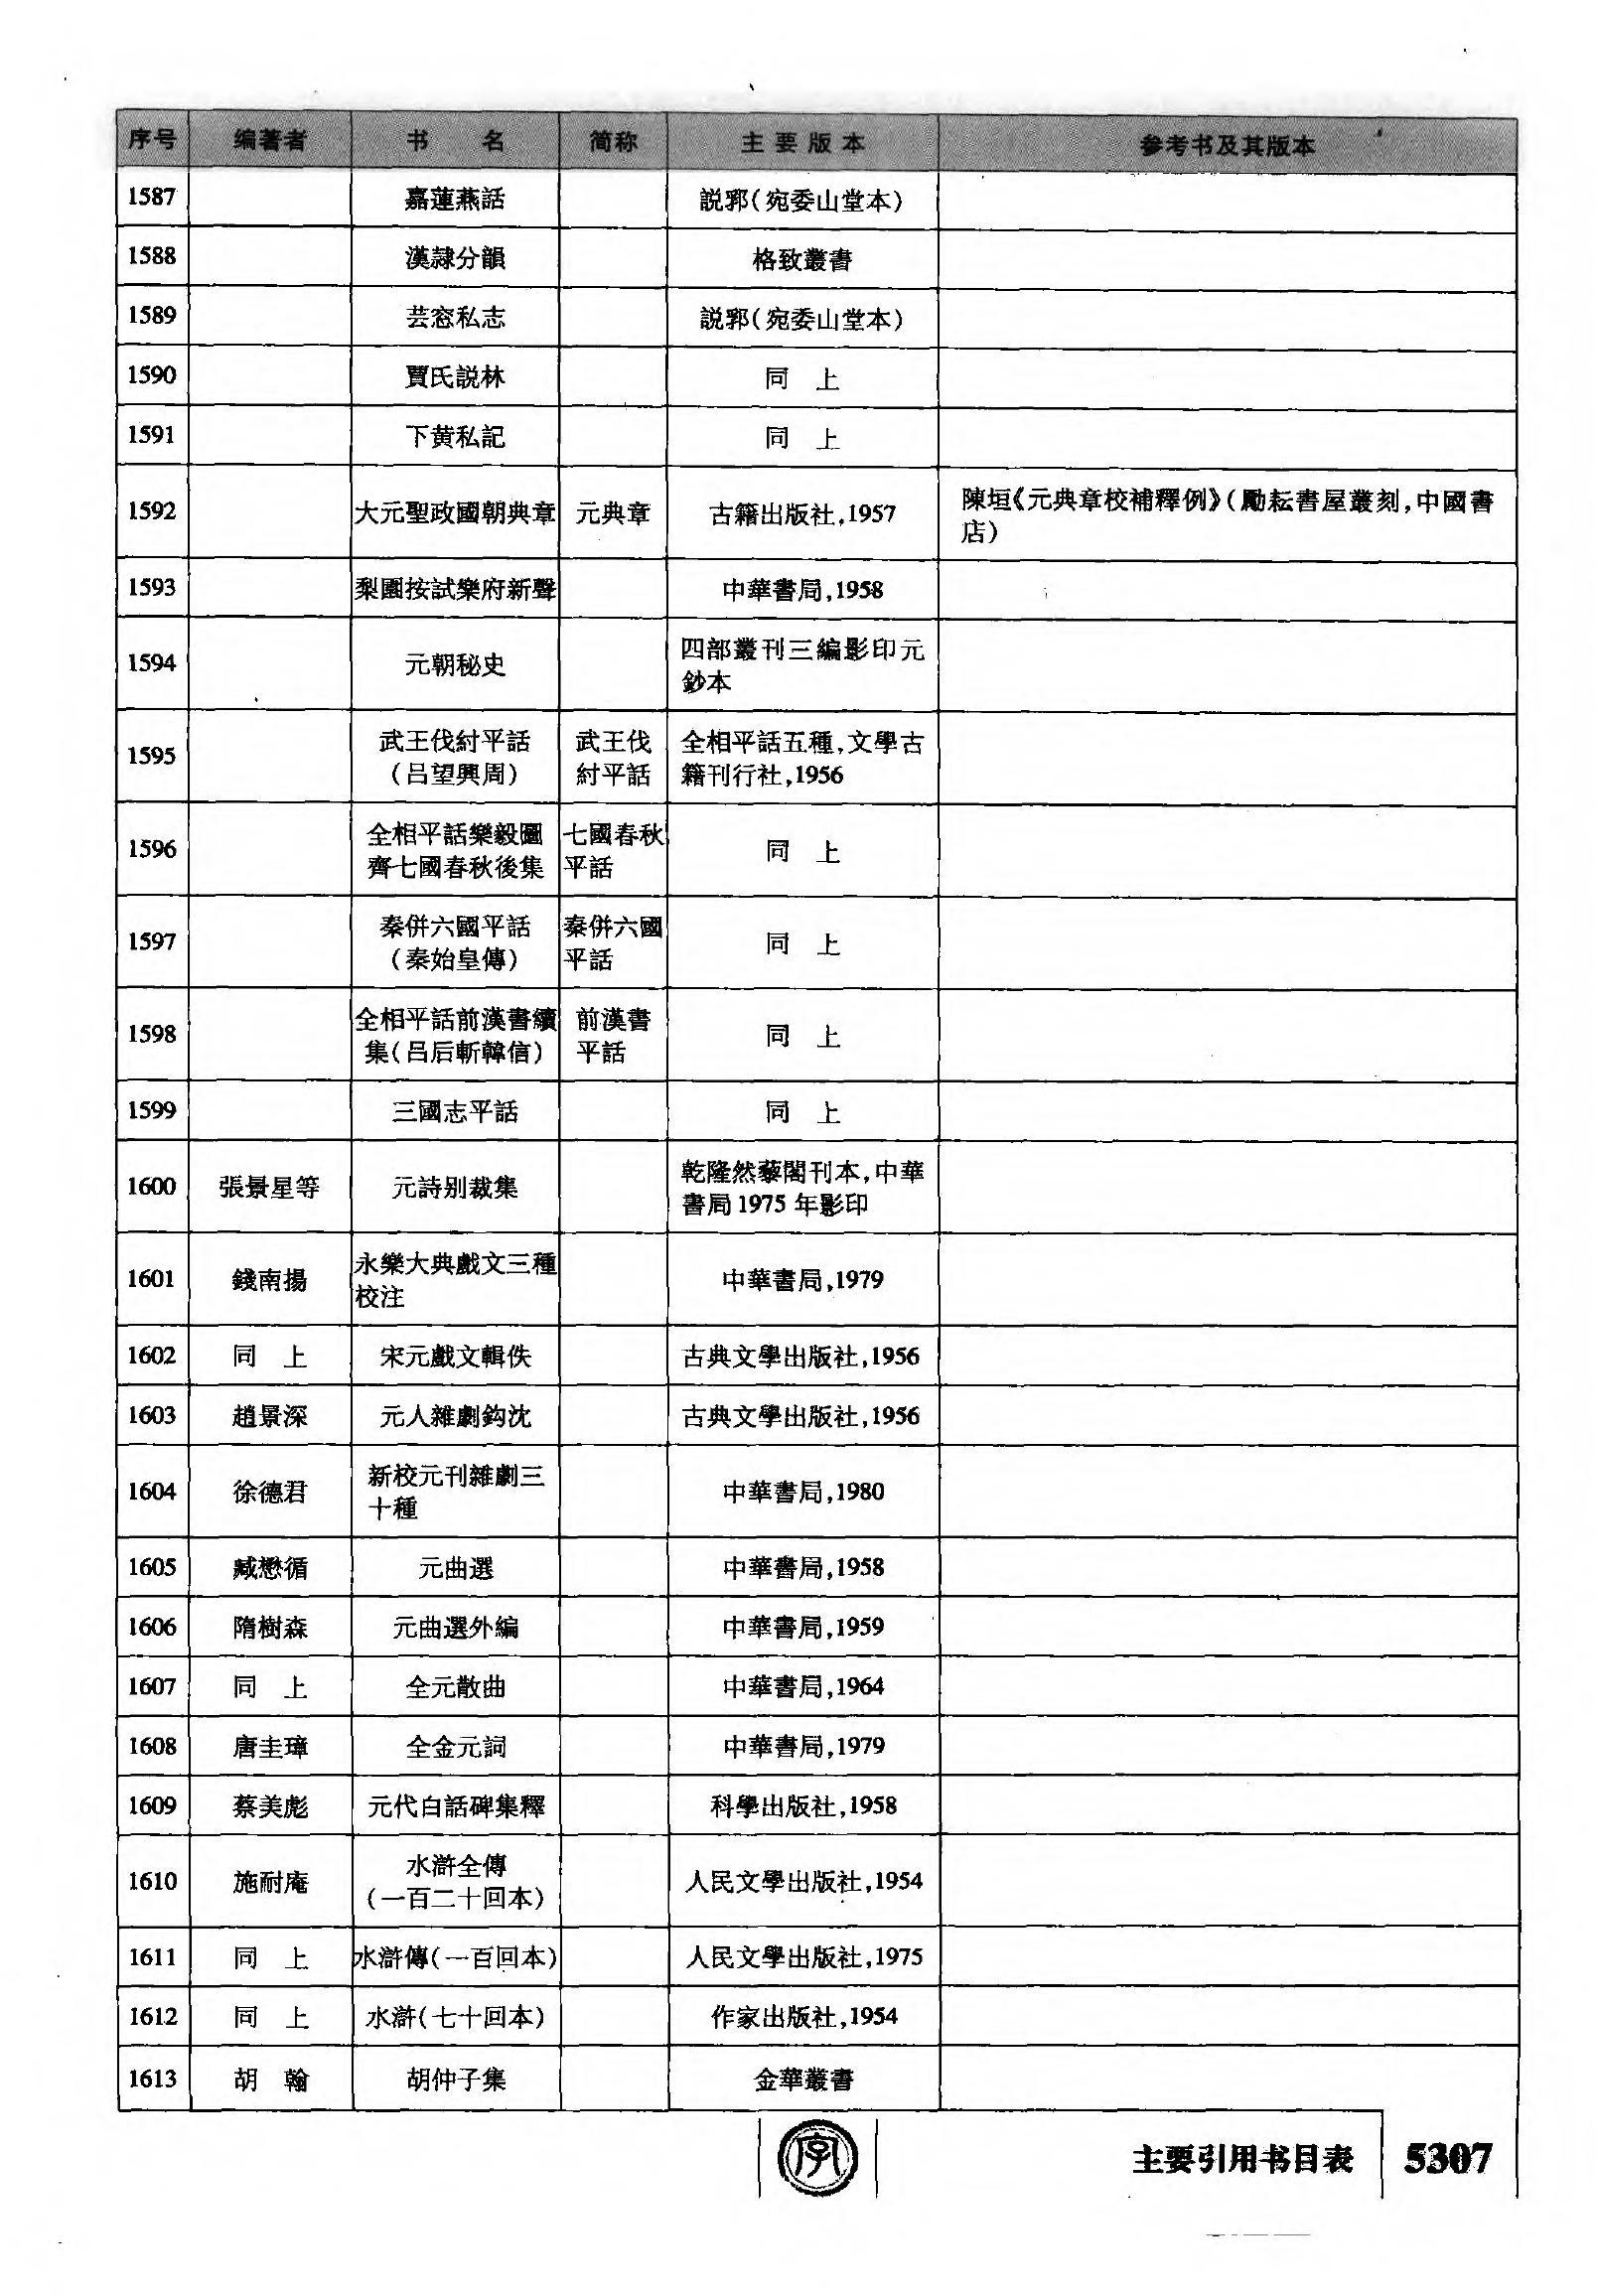 序号 编著者 书 名 简称 主要版本 参考书及其版本
1587 嘉蓮燕話 説郛(宛委山堂本)
1588 漢隸分韻 格致叢書
1589 芸窓私志 説郛(宛委山堂本)
1590 賈氏説林 同 上
1591 下黄私記 同 上
1592 大元聖政國朝典章 元典章 古籍出版社,1957 陳垣《元典章校補釋例》(勵耘書屋叢刻,中國書
店)
1593 梨園按試樂府新聲 中華書局,1958
1594 元朝秘史 四部叢刊三編影印元
鈔本
1595 武王伐紂平話 武王伐 全相平話五種,文學古
(吕望興周) 紂平話 籍刊行社,1956
1596 全相平話樂毅圖 七國春秋 同 上
齊七國春秋後集 平話
1597 秦併六國平話 秦併六國 同 上
(秦始皇傳) 平話
1598 全相平話前漢書續 前漢書 同 上
集(吕后斬韓信) 平話
1599 三國志平話 同 上
1600 張景星等 元詩别裁集 乾隆然藜閣刊本,中華
書局1975年影印
1601 錢南揚 永樂大典戲文三種 中華書局,1979
校注
1602 同 上 宋元戲文輯佚 古典文學出版社,1956
1603 趙景深 元人雜劇鈎沈 古典文學出版社,1956
1604 徐德君 新校元刊雜劇三 中華書局,1980
十種
1605 臧懋循 元曲選 中華書局,1958
1606 隋樹森 元曲選外編 中華書局,1959
1607 同 上 全元散曲 中華書局,1964
1608 唐圭璋 全金元詞 中華書局,1979
1609 蔡美彪 元代白話碑集釋 科學出版社,1958
1610 施耐庵 水滸全傳 人民文學出版社,1954
(一百二十回本)
1611 同 上 水滸傳(一百回本) 人民文學出版社,1975
1612 同 上 水滸(七十回本) 作家出版社,1954
1613 胡 翰 胡仲子集 金華叢書
字 主要引用书目表 5307